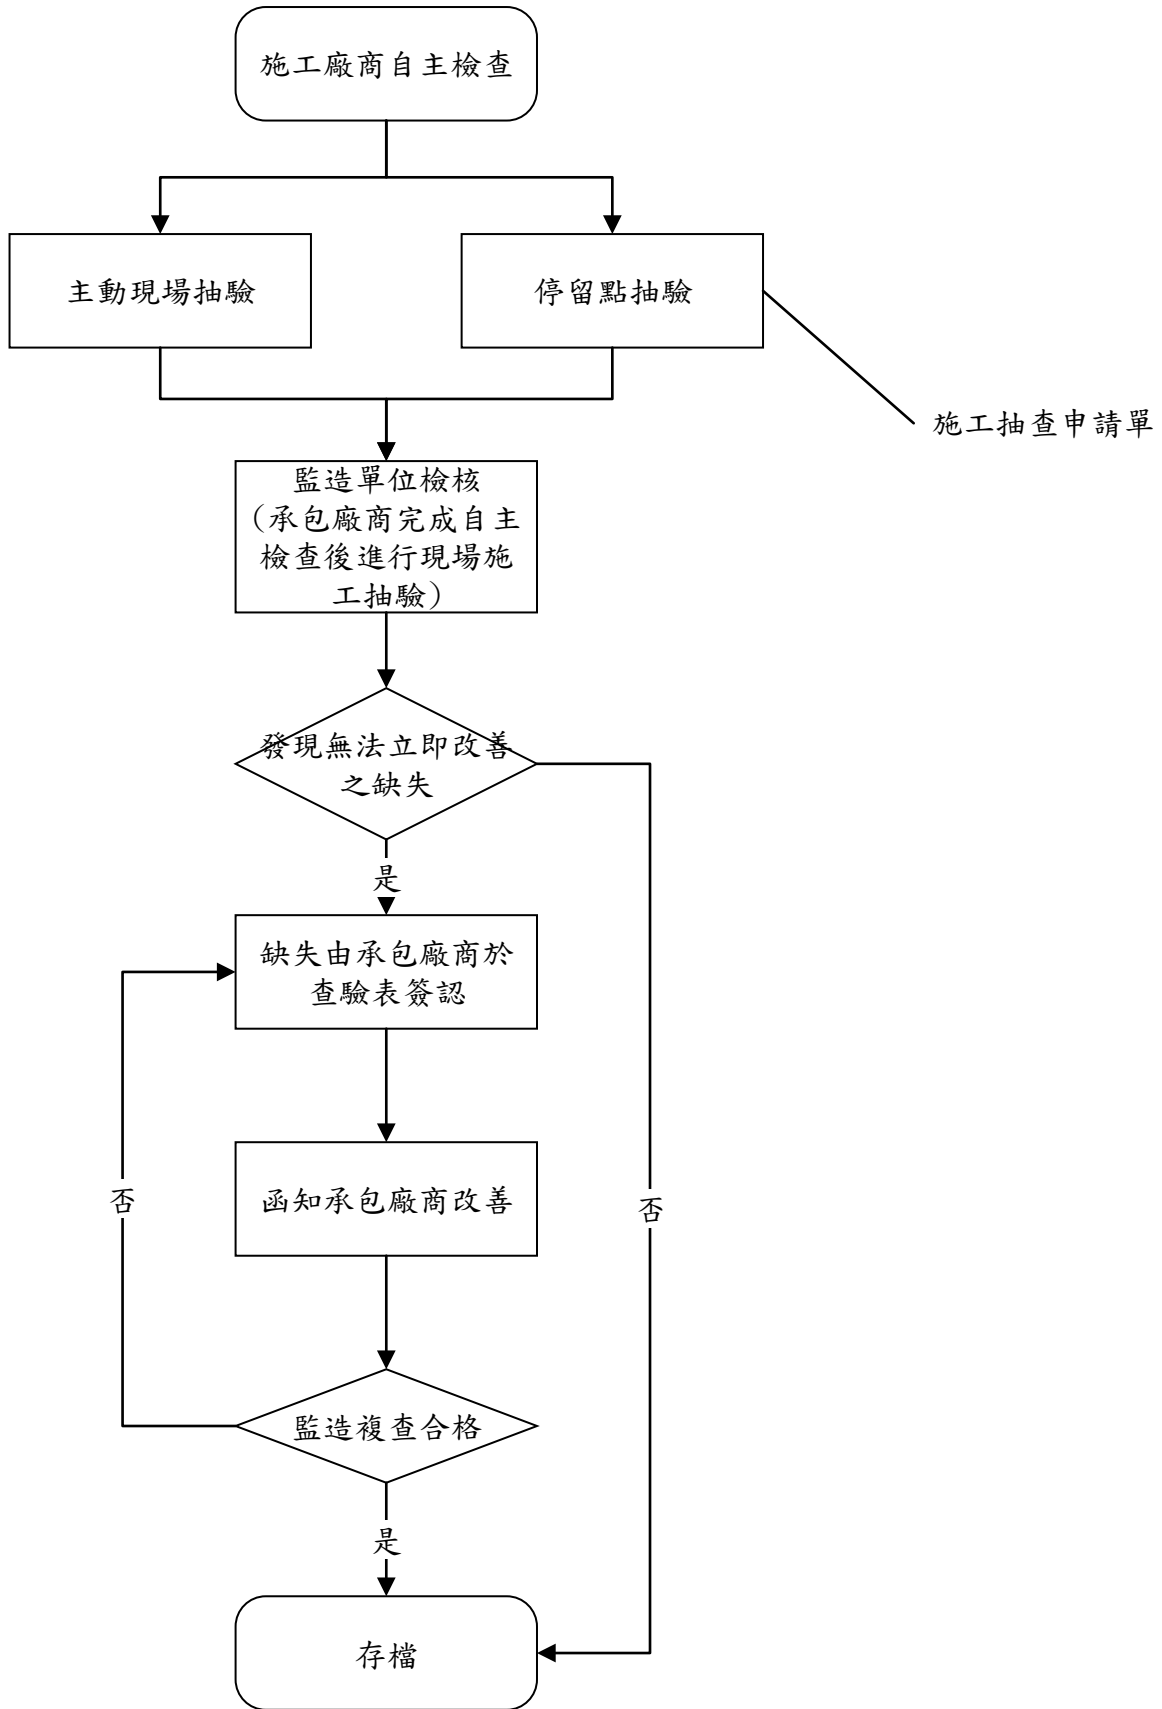 施工廠商自主檢查
主動現場抽驗
停留點抽驗
施工抽查申請單
監造單位檢核
（承包廠商完成自主
檢查後進行現場施
工抽驗）
發現無法立即改善
之缺失
是
缺失由承包廠商於
查驗表簽認
函知承包廠商改善
否
否
監造複查合格
是
存檔